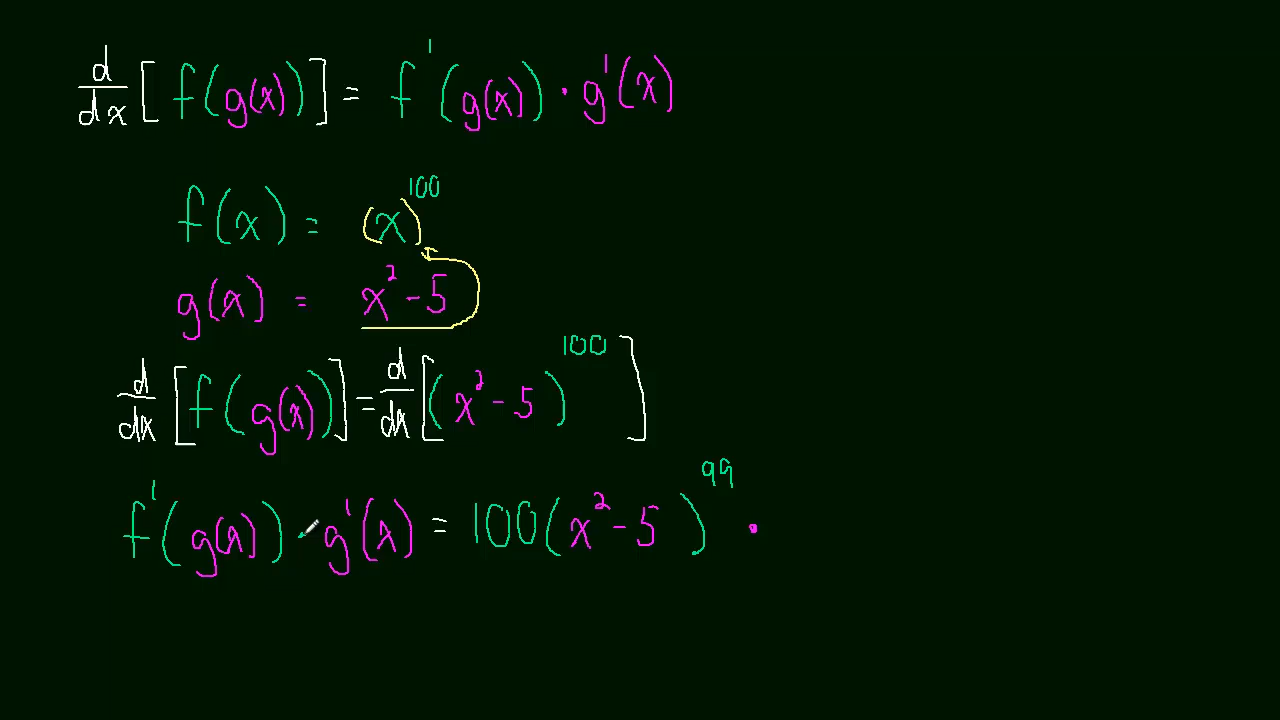 d/dx [f(g(x))] = f'(g(x)) · g'(x)
f(x) = (x)^100
g(x) = x^2 - 5
d/dx [f(g(x))] = d/dx [(x^2 - 5)^100]
f'(g(x)) · g'(x) = 100(x^2 - 5)^99 ·